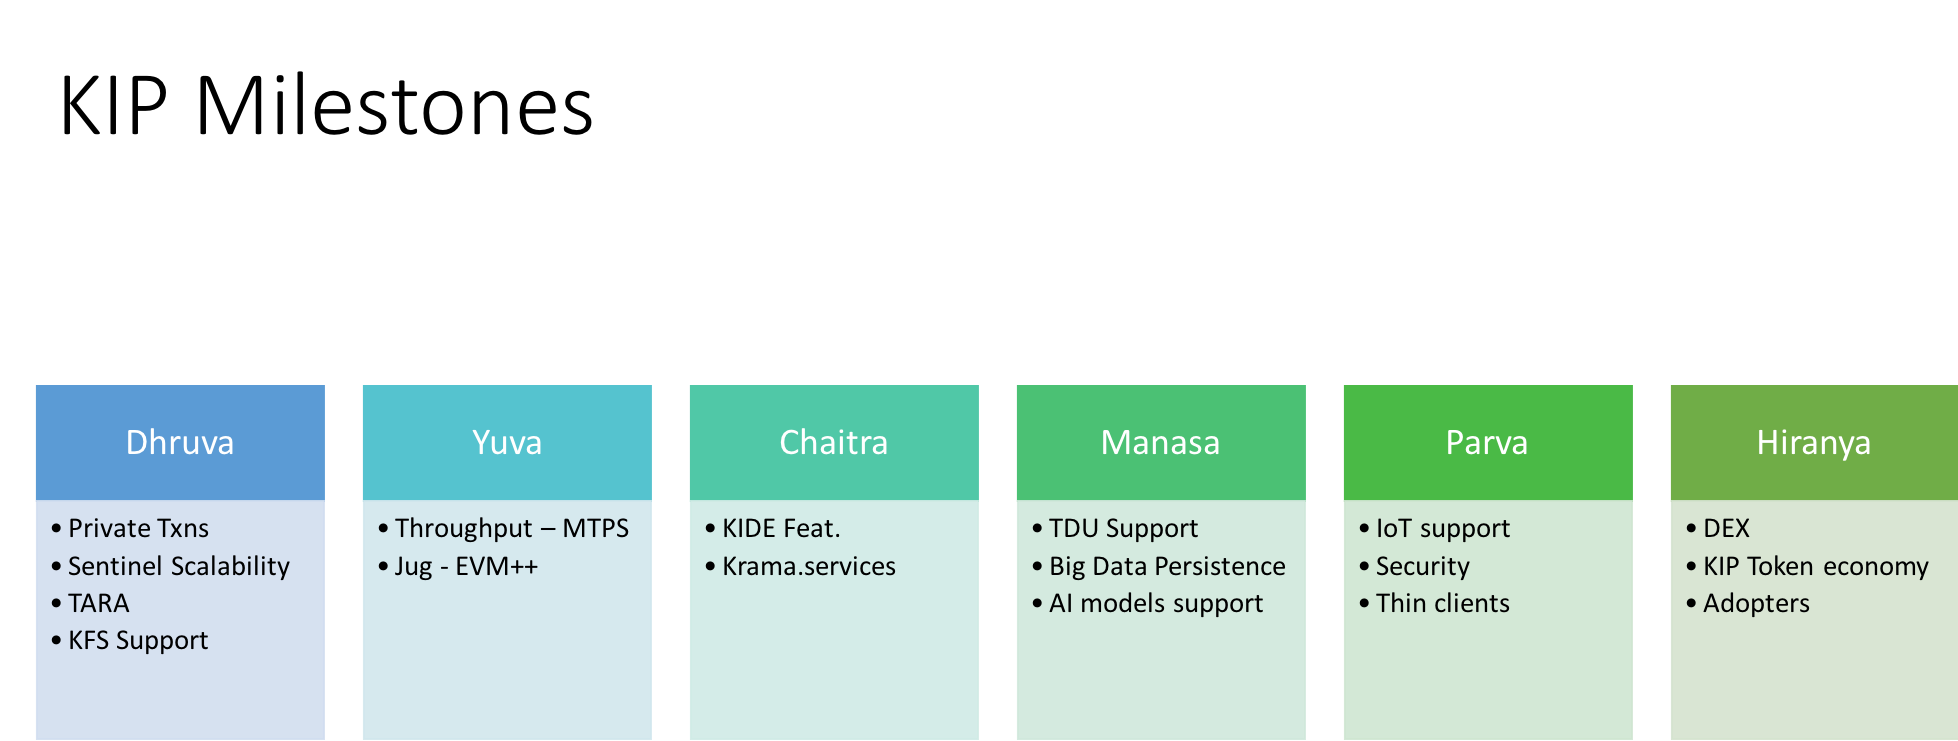 KIP Milestones
Dhruva
• Private Txns
• Sentinel Scalability
• TARA
• KFS Support
Yuva
• Throughput – MTPS
• Jug - EVM++
Chaitra
• KIDE Feat.
• Krama.services
Manasa
• TDU Support
• Big Data Persistence
• AI models support
Parva
• IoT support
• Security
• Thin clients
Hiranya
• DEX
• KIP Token economy
• Adopters